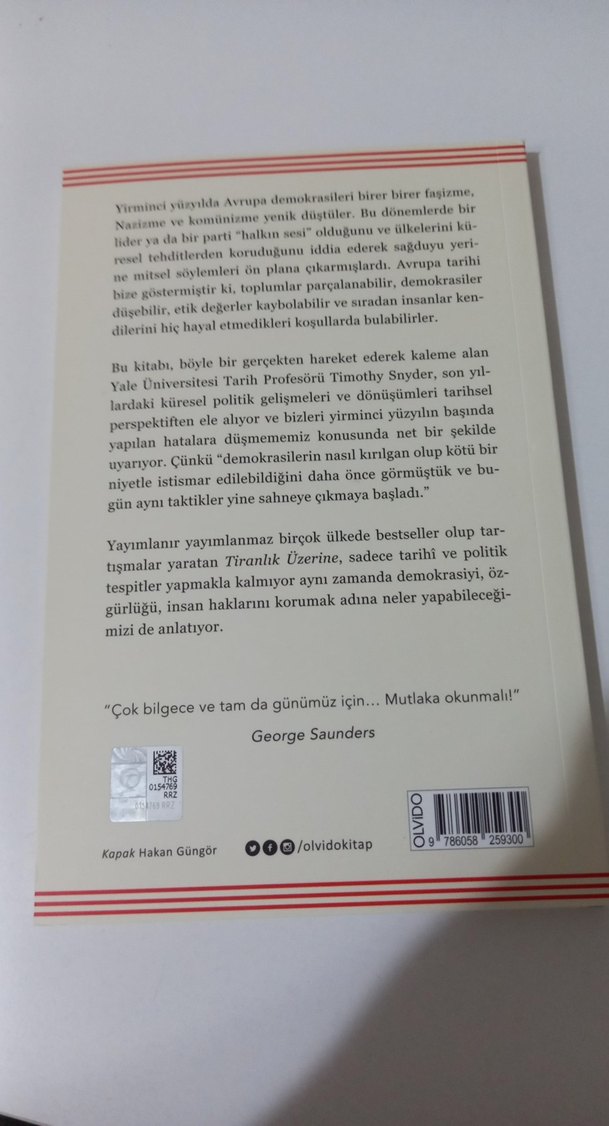 Yirminci yüzyılda Avrupa demokrasileri birer birer faşizme,
Nazizme ve komünizme yenik düştüler. Bu dönemlerde bir
lider ya da bir parti “halkın sesi” olduğunu ve ülkelerini kü-
resel tehditlerden koruduğunu iddia ederek sağduyu yeri-
ne mitsel söylemleri ön plana çıkarmışlardı. Avrupa tarihi
bize göstermiştir ki, toplumlar parçalanabilir, demokrasiler
düşebilir, etik değerler kaybolabilir ve sıradan insanlar ken-
dilerini hiç hayal etmedikleri koşullarda bulabilirler.
Bu kitabı, böyle bir gerçekten hareket ederek kaleme alan
Yale Üniversitesi Tarih Profesörü Timothy Snyder, son yıl-
lardaki küresel politik gelişmeleri ve dönüşümleri tarihsel
perspektiften ele alıyor ve bizleri yirminci yüzyılın başında
yapılan hatalara düşmememiz konusunda net bir şekilde
uyarıyor. Çünkü “demokrasilerin nasıl kırılgan olup kötü bir
niyetle istismar edilebildiğini daha önce görmüştük ve bu-
gün aynı taktikler yine sahneye çıkmaya başladı.”
Yayımlanır yayımlanmaz birçok ülkede bestseller olup tar-
tışmalar yaratan Tiranlık Üzerine, sadece tarihî ve politik
tespitler yapmakla kalmıyor aynı zamanda demokrasiyi, öz-
gürlüğü, insan haklarını korumak adına neler yapabileceği-
mizi de anlatıyor.
“Çok bilgece ve tam da günümüz için… Mutlaka okunmalı!”
George Saunders
TMG
0154769
RRZ
0154769 RRZ
Kapak Hakan Güngör
/olvidokitap
OLVIDO
9 786058 259300